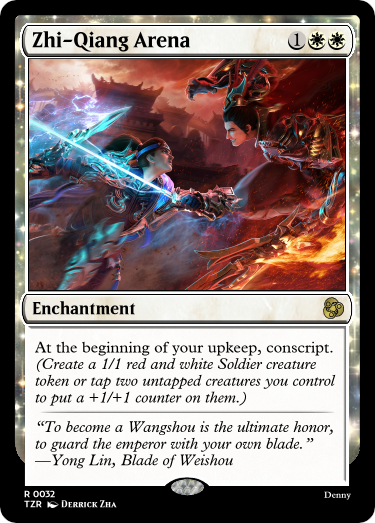 Zhi-Qiang Arena 1
Enchantment
At the beginning of your upkeep, conscript.
(Create a 1/1 red and white Soldier creature
token or tap two untapped creatures you control
to put a +1/+1 counter on them.)
“To become a Wangshou is the ultimate honor,
to guard the emperor with your own blade.”
—Yong Lin, Blade of Weishou
R 0032 Denny
TZR Derrick Zha